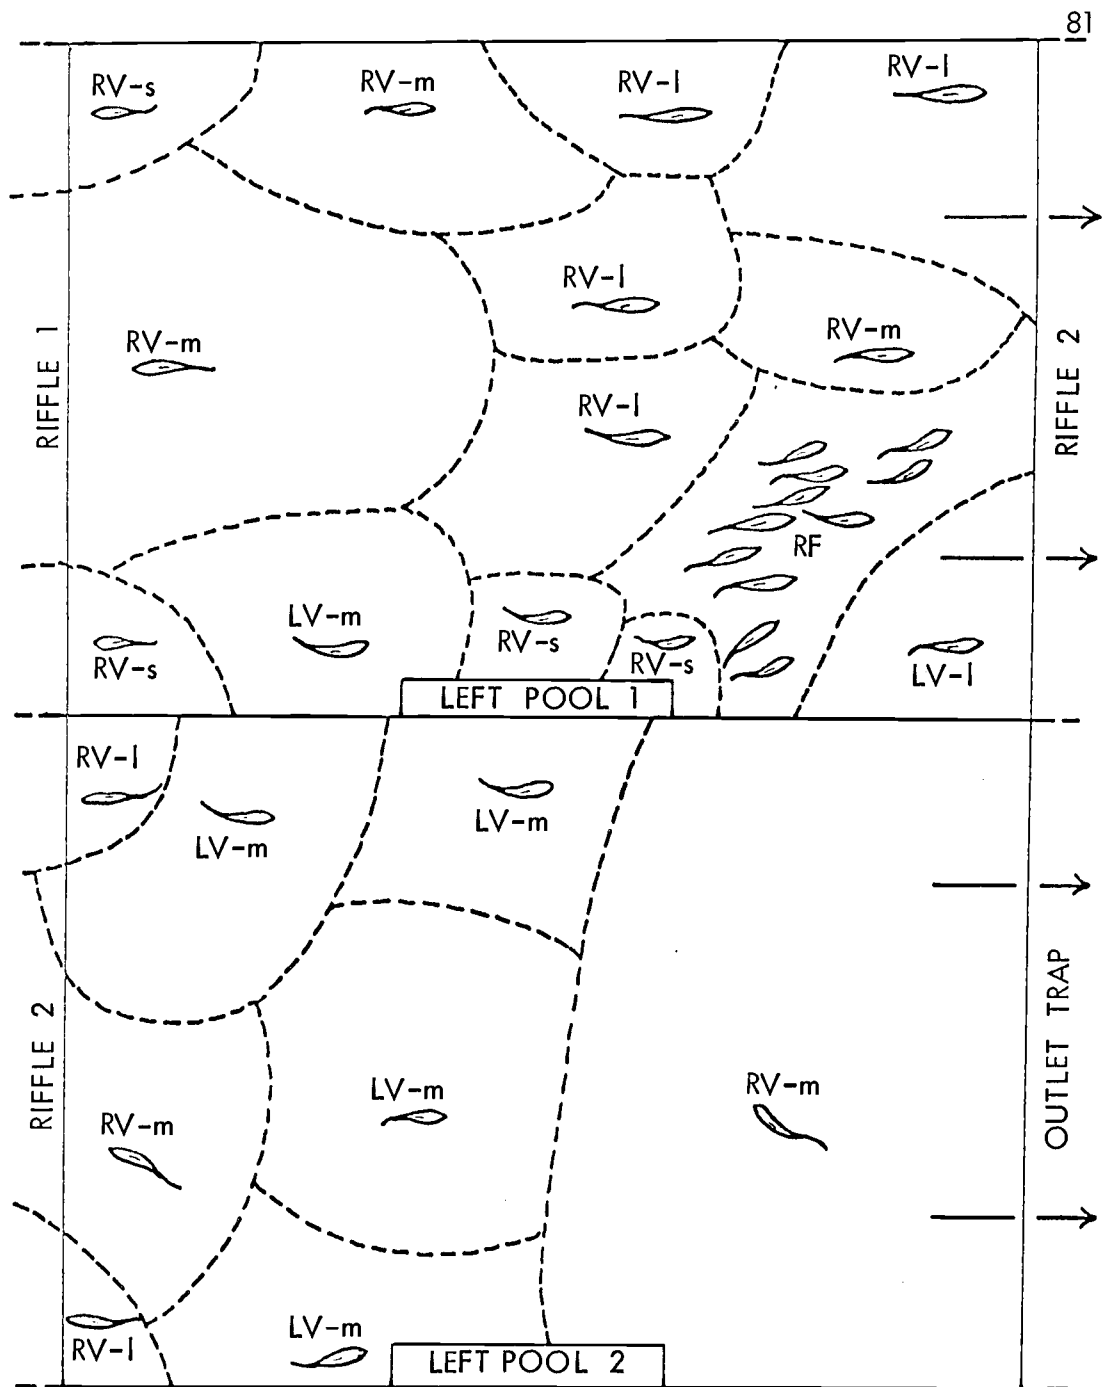 81
RV-s
RV-m
RV-l
RV-l
RV-l
RV-m
RV-m
RV-l
RIFFLE 1
RIFFLE 2
RF
LV-m
RV-s
RV-s
RV-s
LV-l
LEFT POOL 1
RV-l
LV-m
LV-m
RIFFLE 2
OUTLET TRAP
LV-m
RV-m
RV-m
LV-m
RV-l
LEFT POOL 2